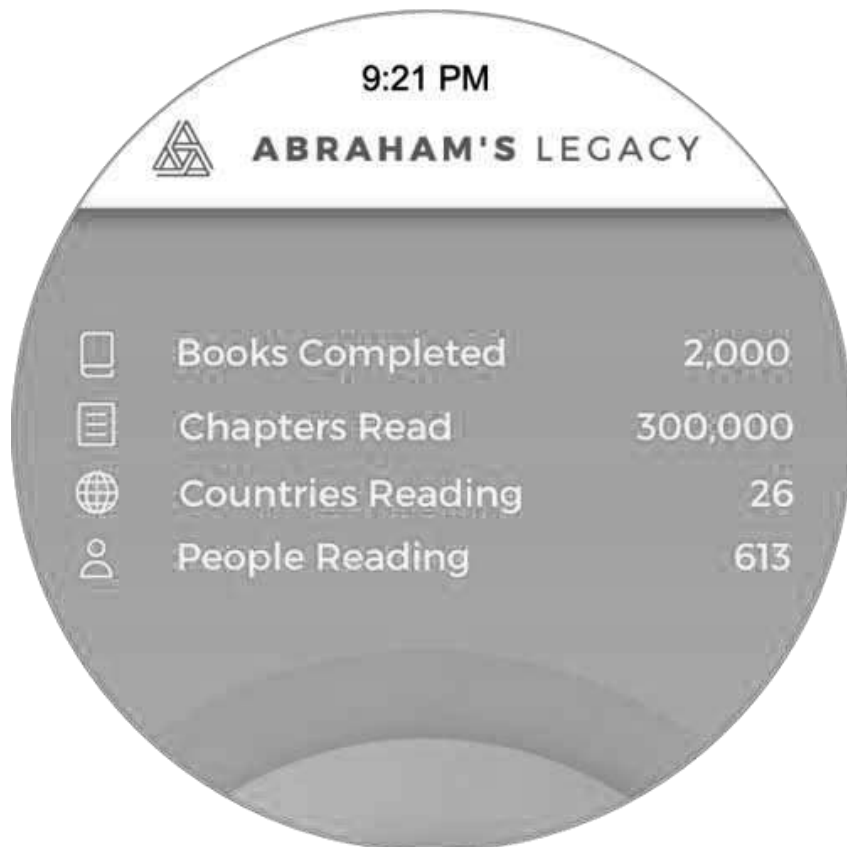 9:21 PM
ABRAHAM'S LEGACY
Books Completed 2,000
Chapters Read 300,000
Countries Reading 26
People Reading 613